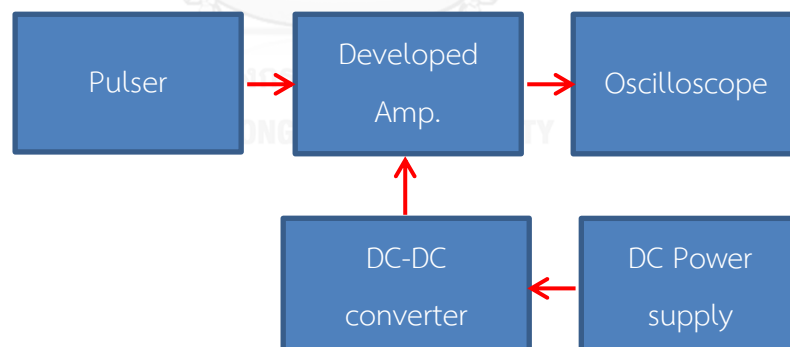 Pulser
Developed
Amp.
Oscilloscope
DC-DC
converter
DC Power
supply